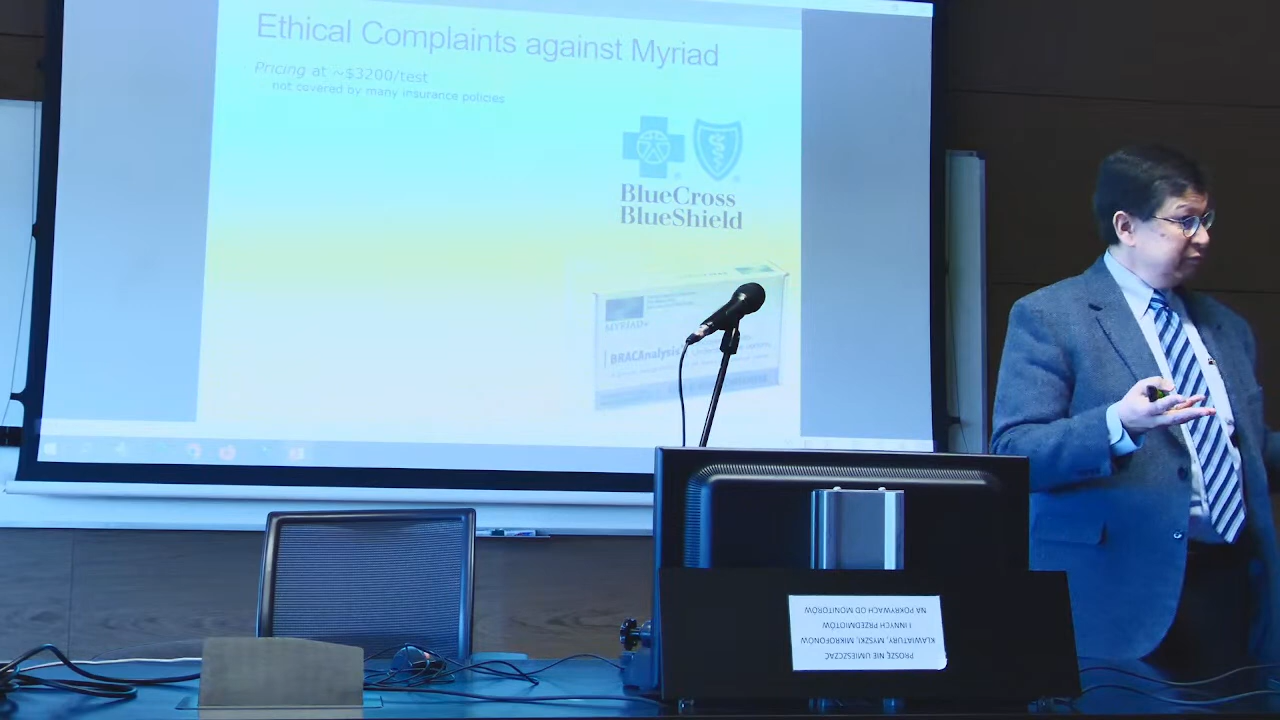 Ethical Complaints against Myriad
Pricing at ~$3200/test
not covered by many insurance policies
BlueCross
BlueShield
MYRIAD
BRACAnalysis
PROSZĘ NIE UMIESZCZAĆ
KLAWIATURY, MYSZKI, MIKROFONÓW
I INNYCH PRZEDMIOTÓW
NA POKRYWACH OD MONITORÓW